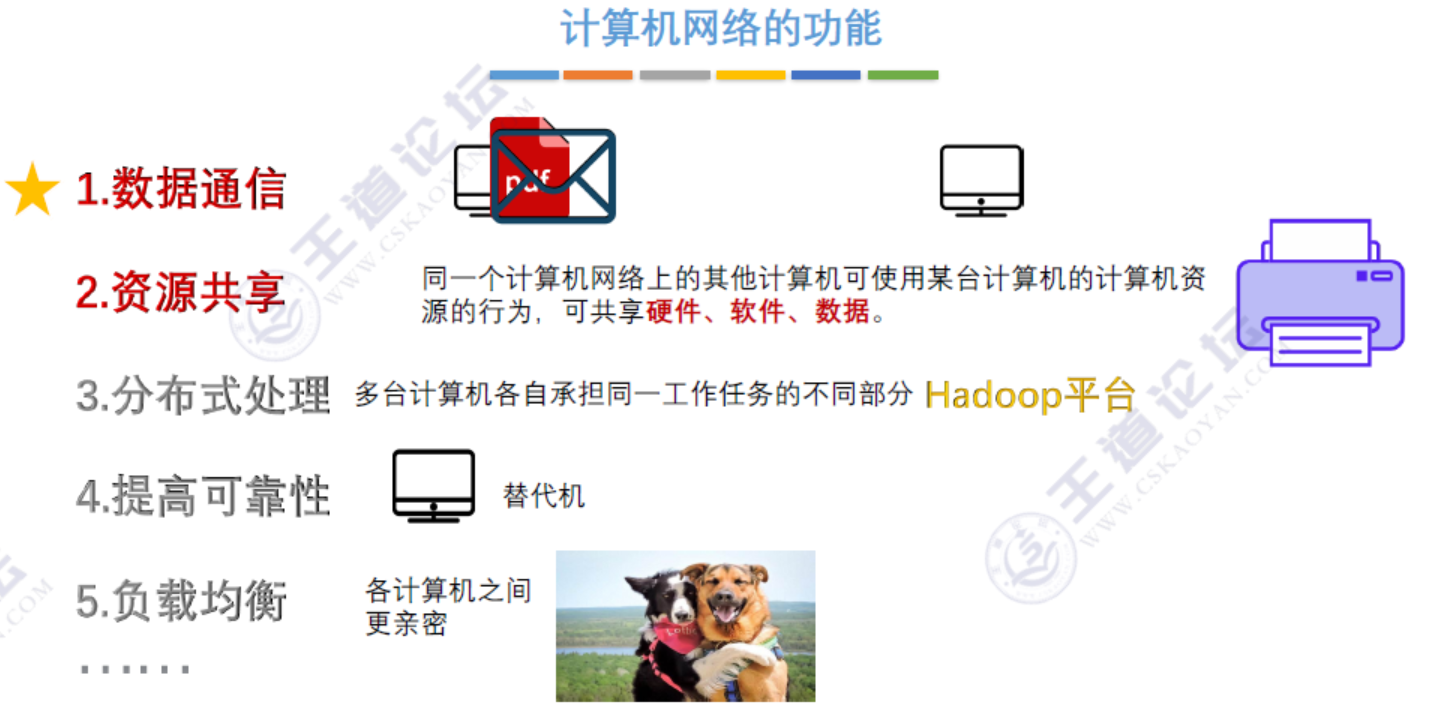 计算机网络的功能
1.数据通信
pdf
2.资源共享
同一个计算机网络上的其他计算机可使用某台计算机的计算机资
源的行为，可共享硬件、软件、数据。
3.分布式处理 多台计算机各自承担同一工作任务的不同部分 Hadoop平台
4.提高可靠性 替代机
5.负载均衡
各计算机之间
更亲密
……
王道论坛
WWW.CSKAOYAN.COM
王道论坛
WWW.CSKAOYAN.COM